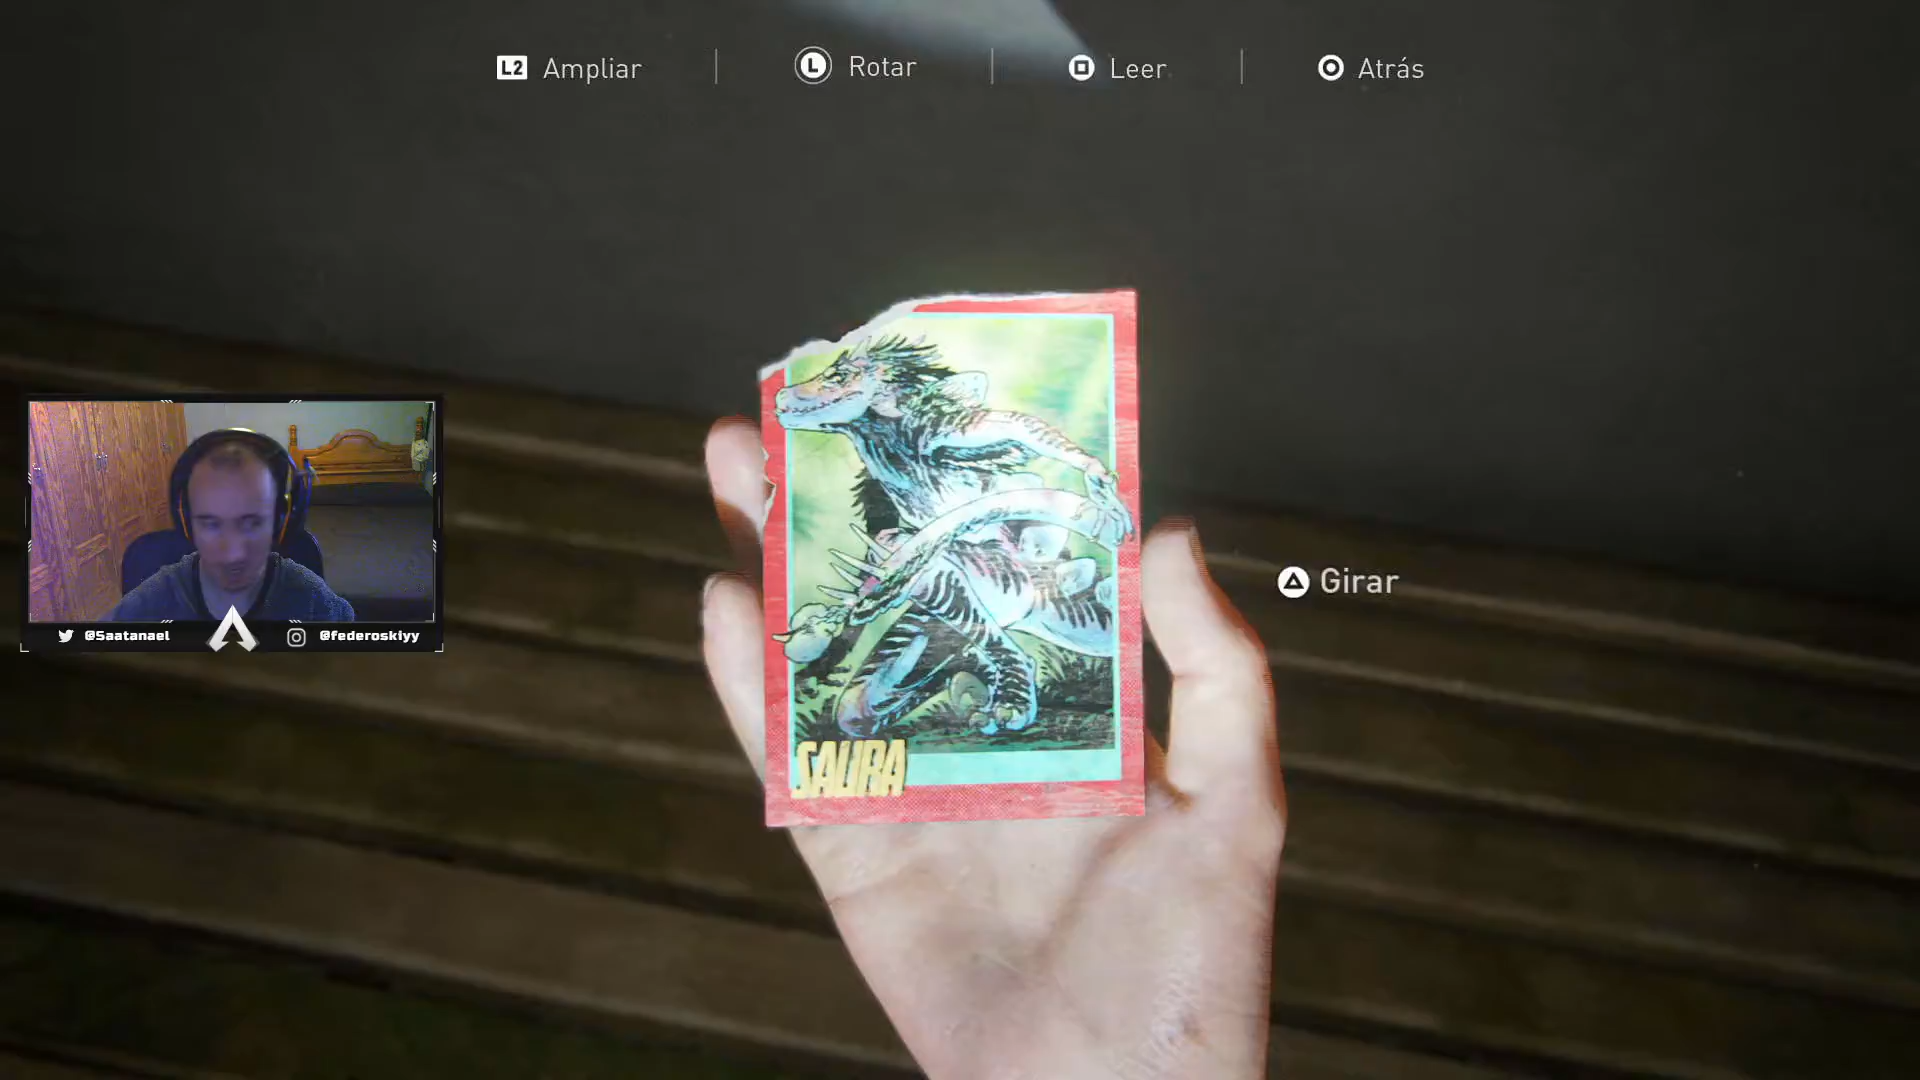 L2 Ampliar
L Rotar
Leer
Atrás
Girar
@Saatanael
@federoskiyy
SAURA